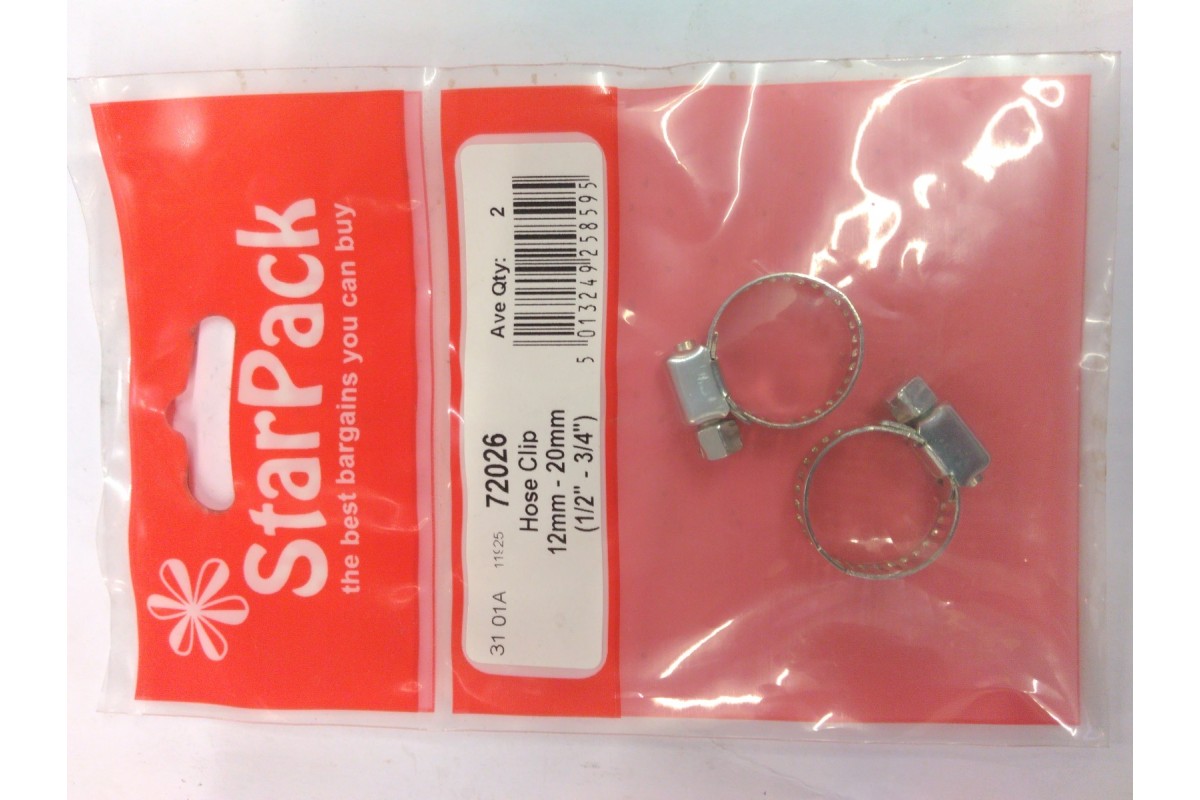 StarPack
the best bargains you can buy
31 01A
72026
Ave Qty: 2
Hose Clip
12mm - 20mm
(1/2" - 3/4")
5 013249 258595